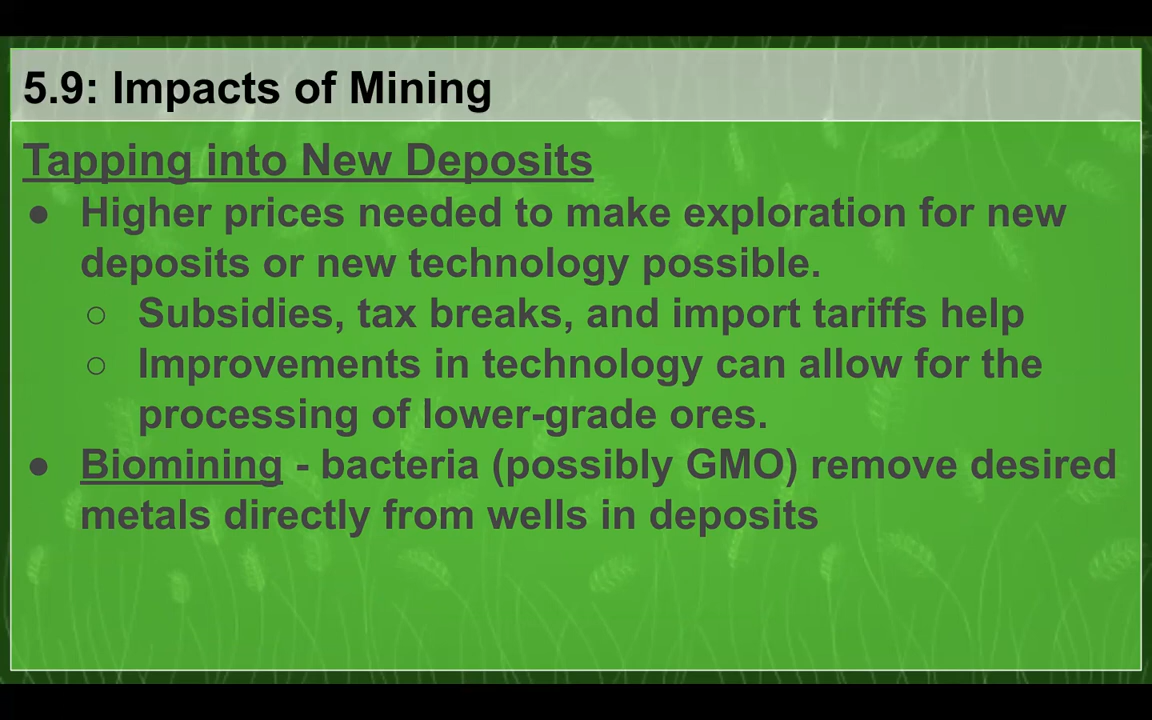 5.9: Impacts of Mining
Tapping into New Deposits
● Higher prices needed to make exploration for new
deposits or new technology possible.
○ Subsidies, tax breaks, and import tariffs help
○ Improvements in technology can allow for the
processing of lower-grade ores.
● Biomining - bacteria (possibly GMO) remove desired
metals directly from wells in deposits